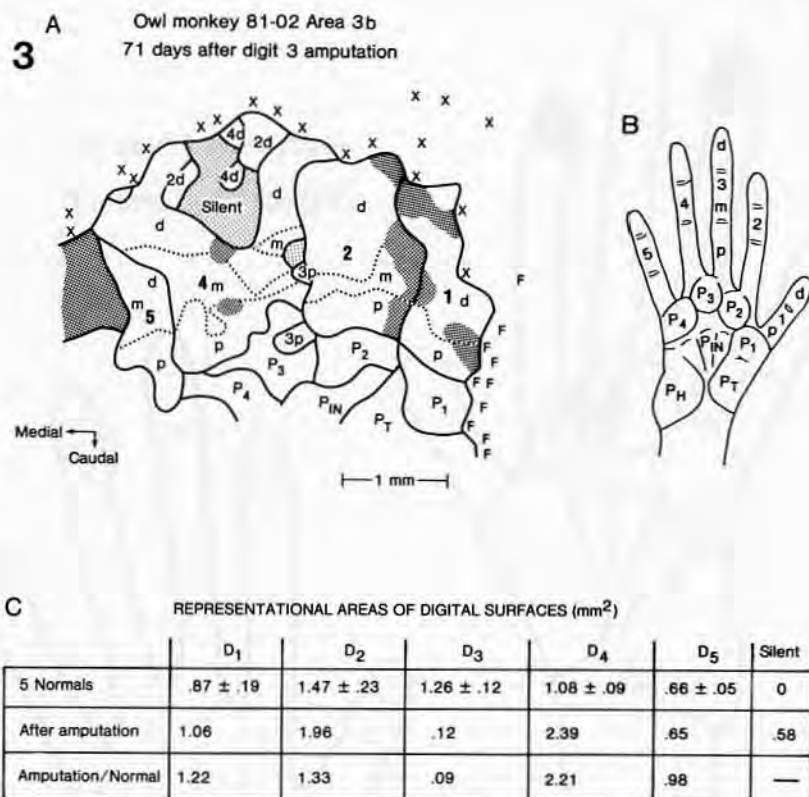 3
A
Owl monkey 81-02 Area 3b
71 days after digit 3 amputation
X X X X X
X X X
X 4d 2d X
X X 4d X X
X 2d Silent d
X X d m d X
d 4 m 3p 2 m X
m 5 p 3p p 1 d F
p P3 P2 p F
P4 PIN PT P1 F F
F F
F
F
F
F
Medial
Caudal
1 mm
B
d
3
m
p
4
2
5
d
p
P3
P2
P4
PIN
P1
PH
PT
C
REPRESENTATIONAL AREAS OF DIGITAL SURFACES (mm²)
D1 D2 D3 D4 D5 Silent
5 Normals .87 ± .19 1.47 ± .23 1.26 ± .12 1.08 ± .09 .66 ± .05 0
After amputation 1.06 1.96 .12 2.39 .65 .58
Amputation/Normal 1.22 1.33 .09 2.21 .98 —